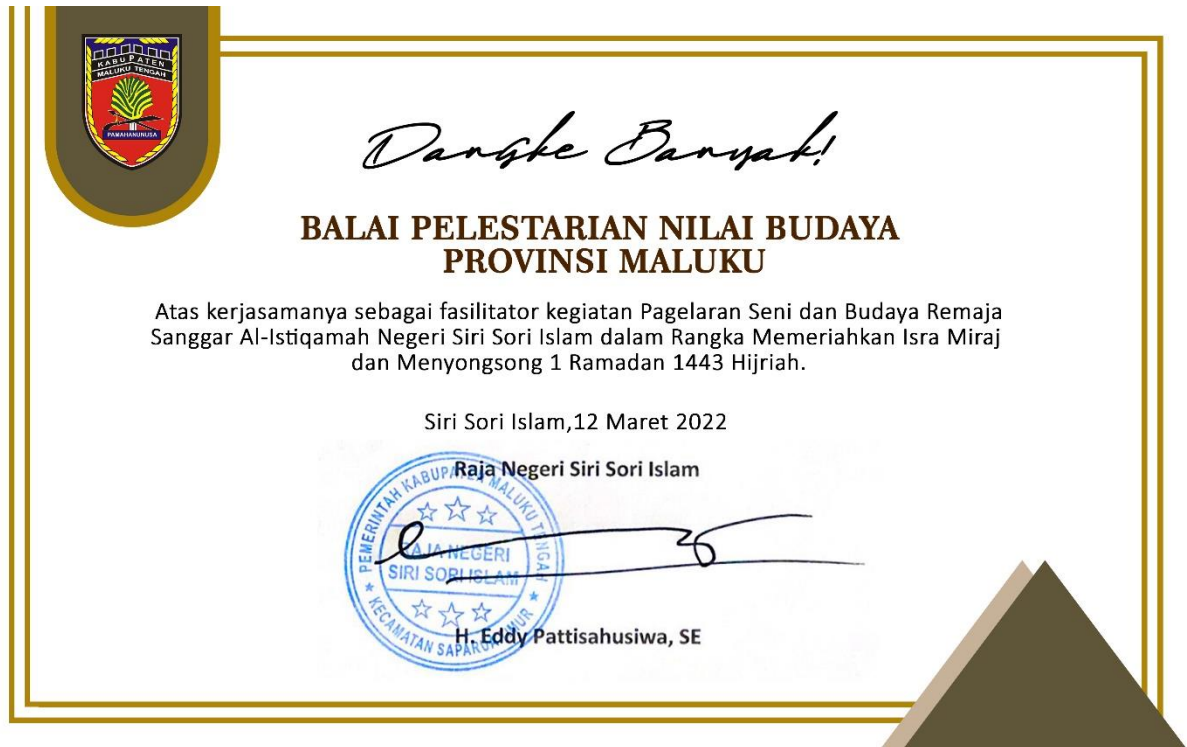 KABUPATEN
MALUKU TENGAH
PAMAHANUNUSA
Dangke Banyak!
BALAI PELESTARIAN NILAI BUDAYA
PROVINSI MALUKU
Atas kerjasamanya sebagai fasilitator kegiatan Pagelaran Seni dan Budaya Remaja
Sanggar Al-Istiqamah Negeri Siri Sori Islam dalam Rangka Memeriahkan Isra Miraj
dan Menyongsong 1 Ramadan 1443 Hijriah.
Siri Sori Islam,12 Maret 2022
Raja Negeri Siri Sori Islam
PEMERINTAH KABUPATEN MALUKU TENGAH
RAJA NEGERI
SIRI SORI ISLAM
KECAMATAN SAPARUA TIMUR
H. Eddy Pattisahusiwa, SE